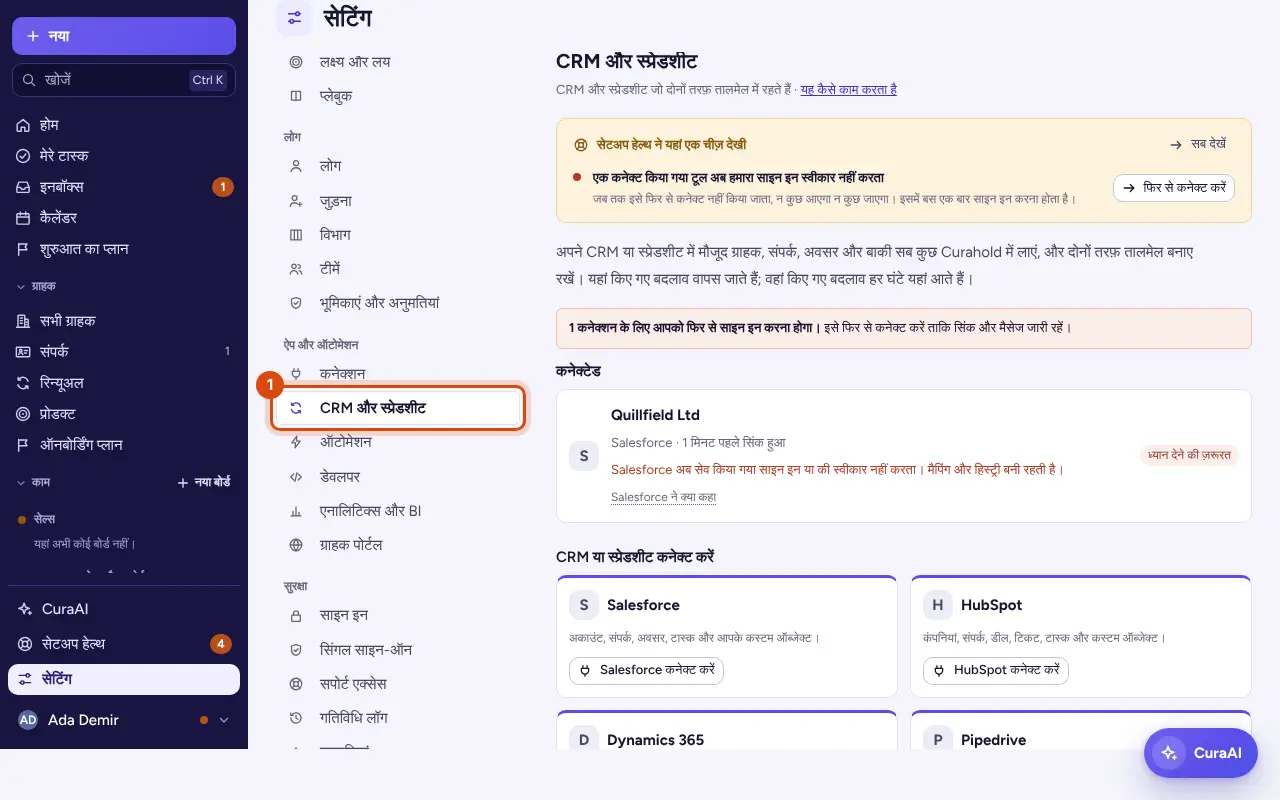 नया
खोजें
Ctrl K
होम
मेरे टास्क
इनबॉक्स
1
कैलेंडर
शुरुआत का प्लान
ग्राहक
सभी ग्राहक
संपर्क
1
रिन्यूअल
प्रोडक्ट
ऑनबोर्डिंग प्लान
काम
नया बोर्ड
सेल्स
यहां अभी कोई बोर्ड नहीं।
CuraAI
सेटअप हेल्थ
4
सेटिंग
AD
Ada Demir
सेटिंग
लक्ष्य और लय
प्लेबुक
लोग
लोग
जुड़ना
विभाग
टीमें
भूमिकाएं और अनुमतियां
ऐप और ऑटोमेशन
कनेक्शन
1
CRM और स्प्रेडशीट
ऑटोमेशन
डेवलपर
एनालिटिक्स और BI
ग्राहक पोर्टल
सुरक्षा
साइन इन
सिंगल साइन-ऑन
सपोर्ट एक्सेस
गतिविधि लॉग
CRM और स्प्रेडशीट
CRM और स्प्रेडशीट जो दोनों तरफ़ तालमेल में रहते हैं · यह कैसे काम करता है
सेटअप हेल्थ ने यहां एक चीज़ देखी
सब देखें
एक कनेक्ट किया गया टूल अब हमारा साइन इन स्वीकार नहीं करता
जब तक इसे फिर से कनेक्ट नहीं किया जाता, न कुछ आएगा न कुछ जाएगा। इसमें बस एक बार साइन इन करना होता है।
फिर से कनेक्ट करें
अपने CRM या स्प्रेडशीट में मौजूद ग्राहक, संपर्क, अवसर और बाकी सब कुछ Curahold में लाएं, और दोनों तरफ़ तालमेल बनाए
रखें। यहां किए गए बदलाव वापस जाते हैं; वहां किए गए बदलाव हर घंटे यहां आते हैं।
1 कनेक्शन के लिए आपको फिर से साइन इन करना होगा। इसे फिर से कनेक्ट करें ताकि सिंक और मैसेज जारी रहें।
कनेक्टेड
S
Quillfield Ltd
Salesforce · 1 मिनट पहले सिंक हुआ
Salesforce अब सेव किया गया साइन इन या की स्वीकार नहीं करता। मैपिंग और हिस्ट्री बनी रहती है।
Salesforce ने क्या कहा
ध्यान देने की ज़रूरत
CRM या स्प्रेडशीट कनेक्ट करें
S
Salesforce
अकाउंट, संपर्क, अवसर, टास्क और आपके कस्टम ऑब्जेक्ट।
Salesforce कनेक्ट करें
H
HubSpot
कंपनियां, संपर्क, डील, टिकट, टास्क और कस्टम ऑब्जेक्ट।
HubSpot कनेक्ट करें
D
Dynamics 365
P
Pipedrive
CuraAI